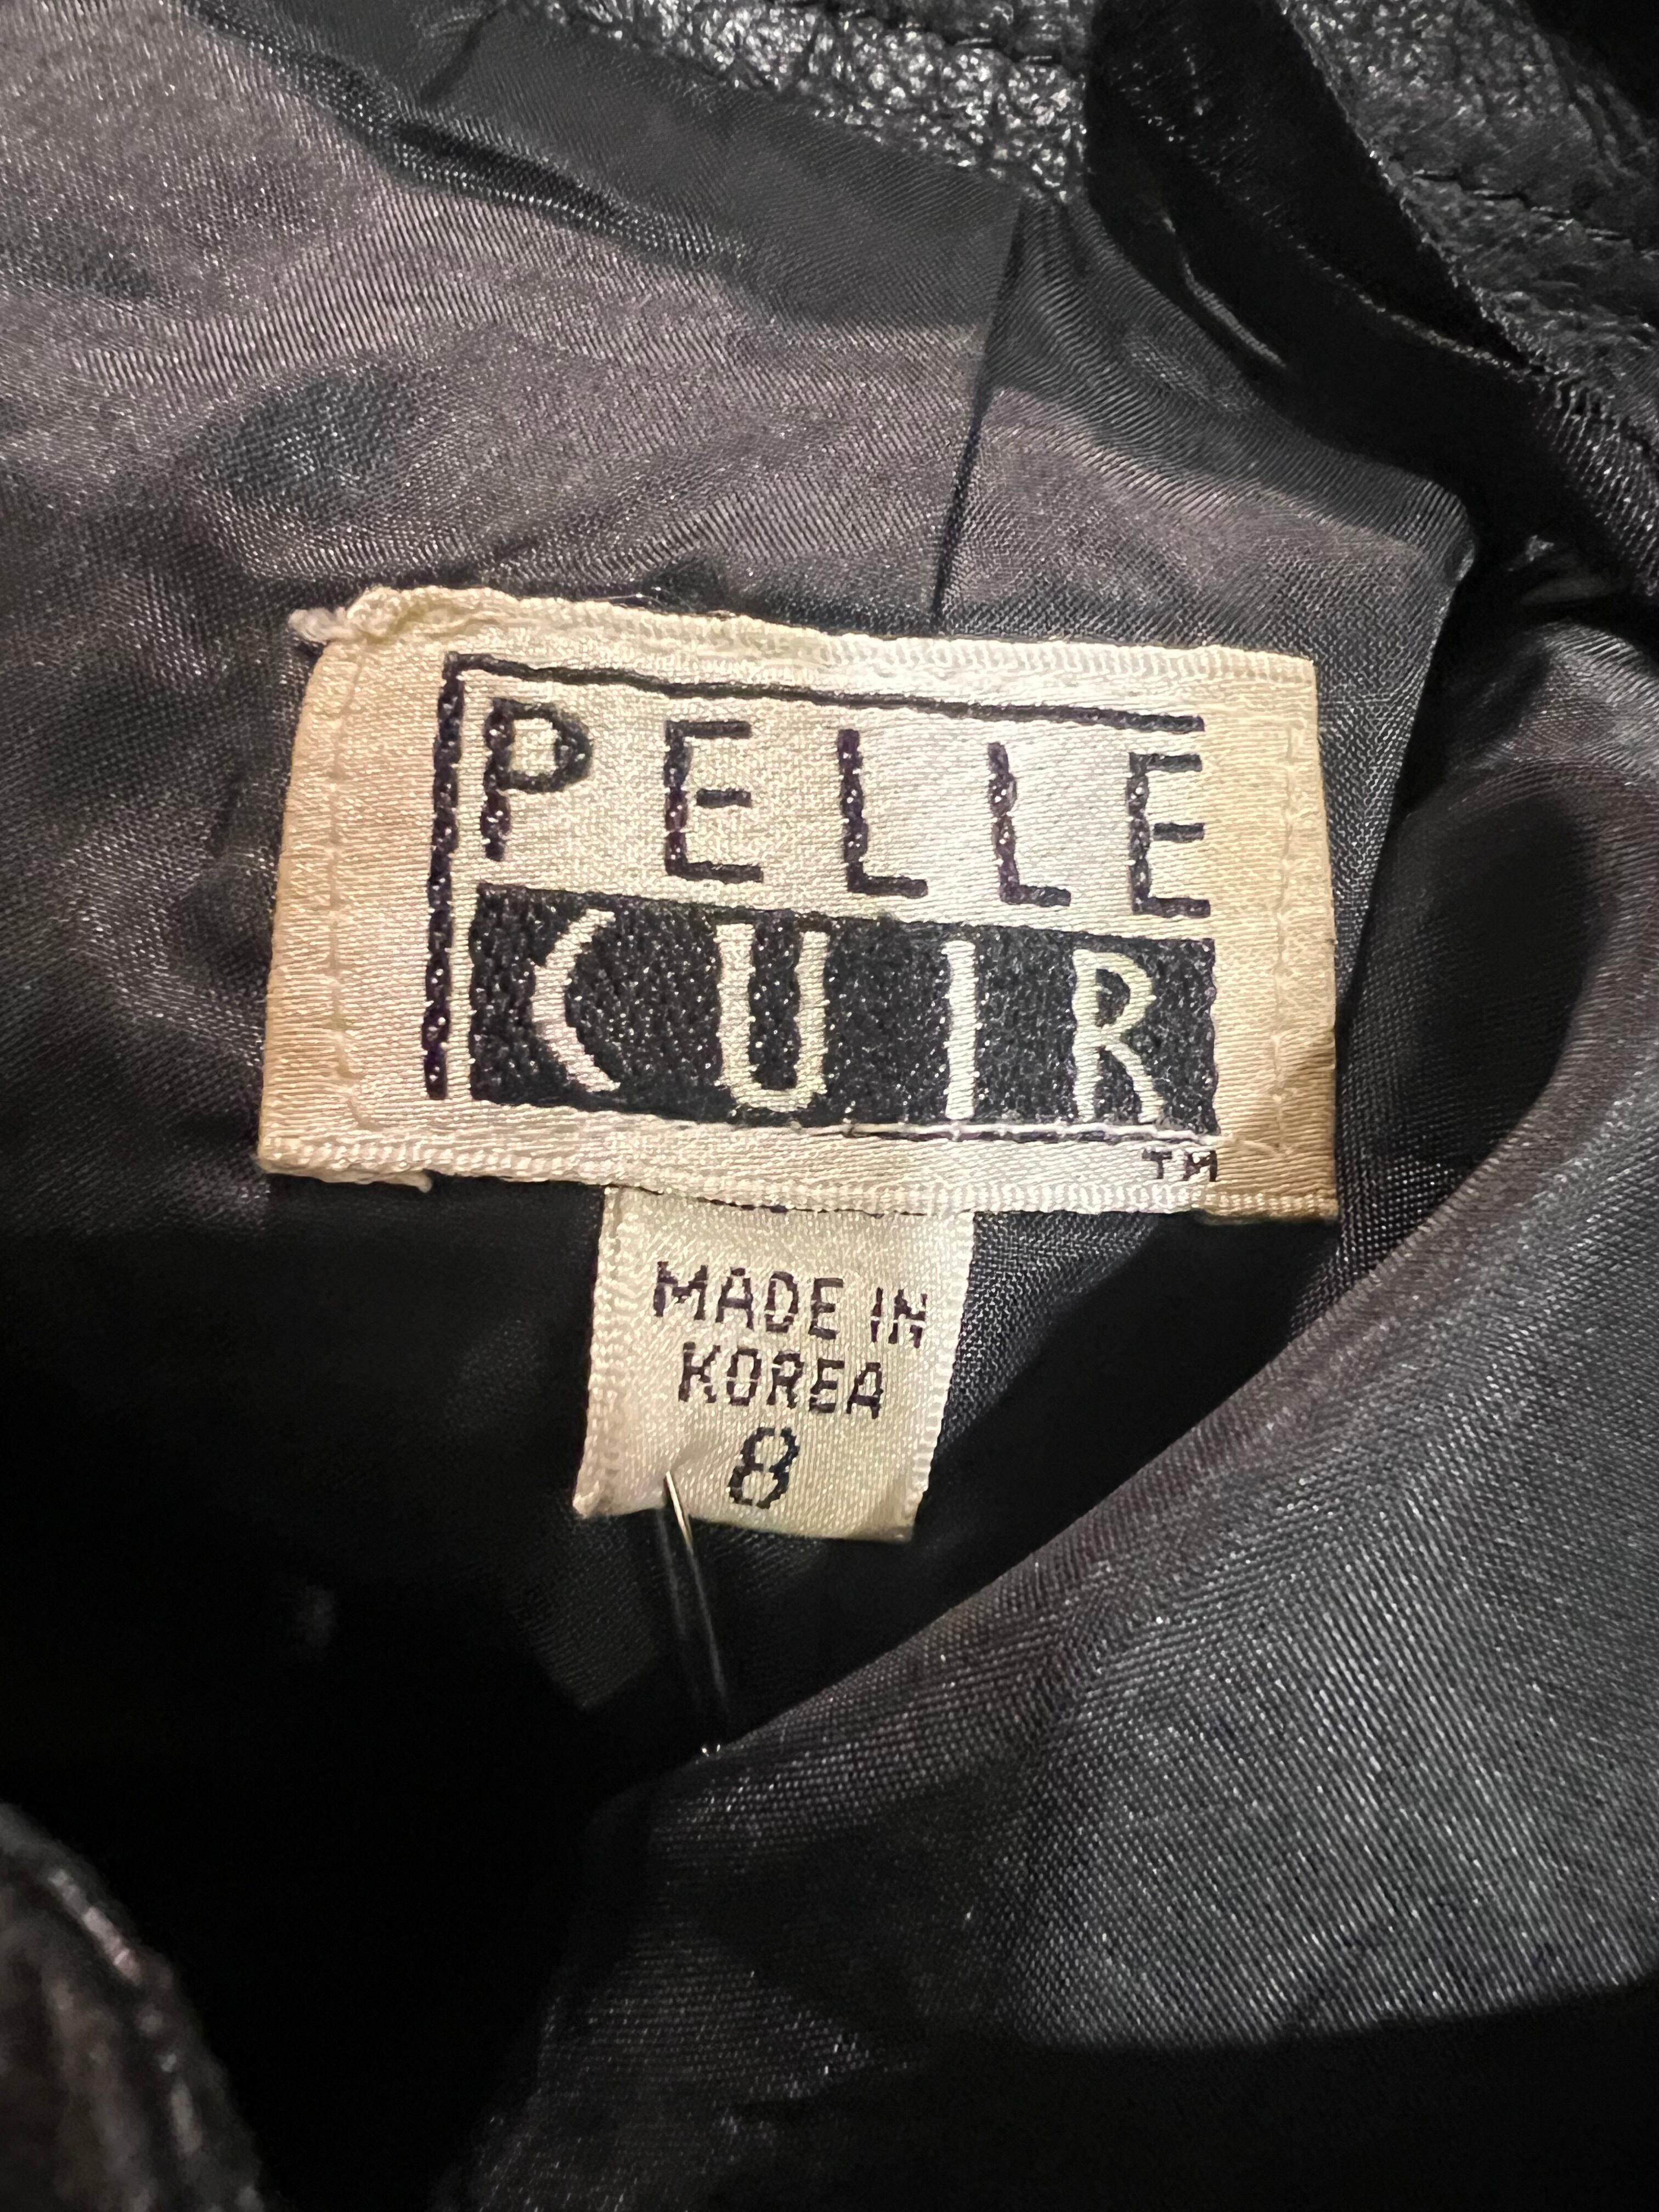 PELLE
CUIR
TM
MADE IN
KOREA
8